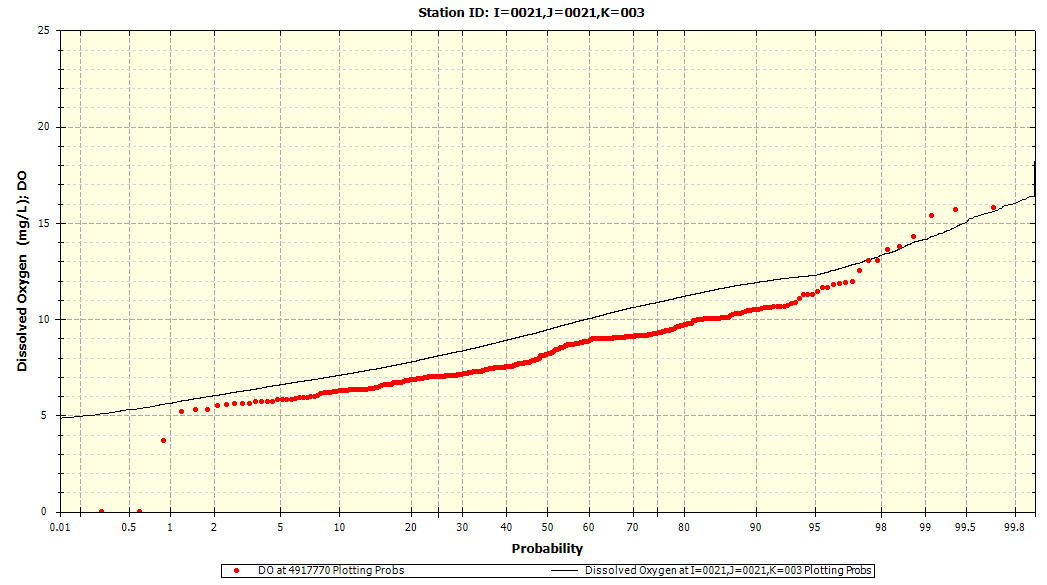 Station ID: I=0021,J=0021,K=003
25
20
15
10
5
0
Dissolved Oxygen (mg/L); DO
0.01 0.5 1 2 5 10 20 30 40 50 60 70 80 90 95 98 99 99.5 99.8
Probability
DO at 4917770 Plotting Probs Dissolved Oxygen at I=0021,J=0021,K=003 Plotting Probs